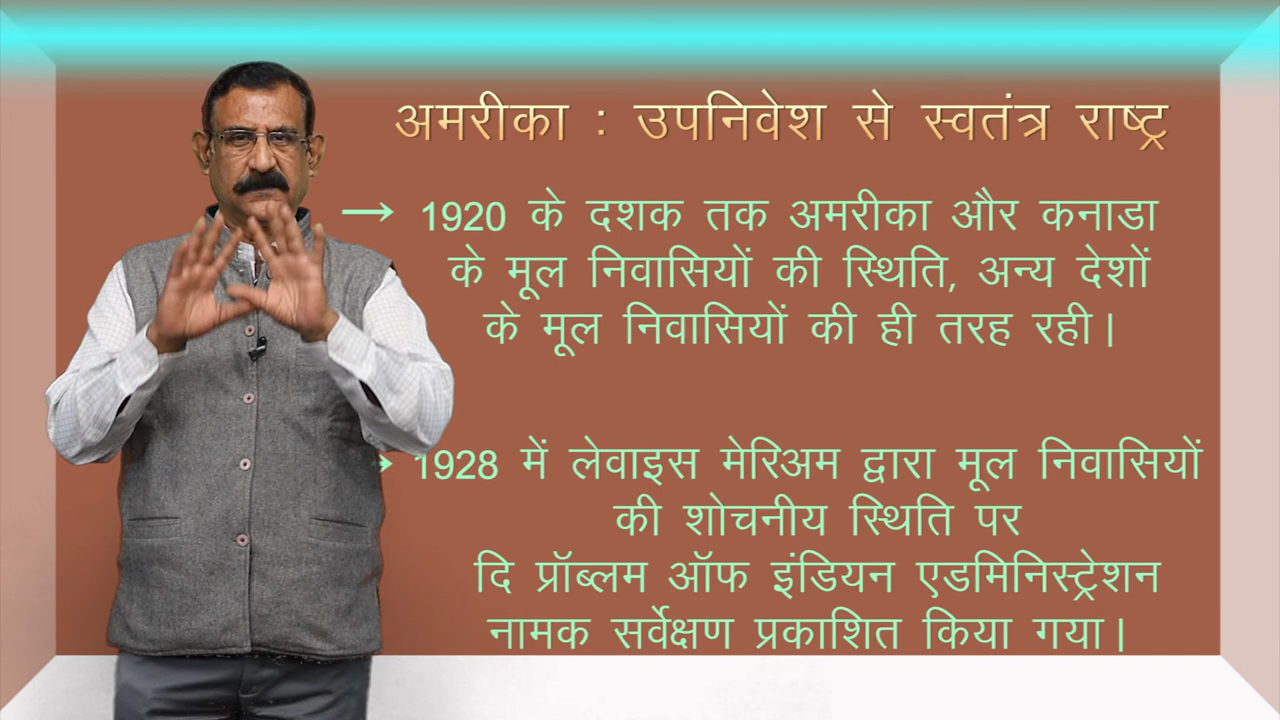 अमरीका : उपनिवेश से स्वतंत्र राष्ट्र
→ 1920 के दशक तक अमरीका और कनाडा
के मूल निवासियों की स्थिति, अन्य देशों
के मूल निवासियों की ही तरह रही।
→ 1928 में लेवाइस मेरिअम द्वारा मूल निवासियों
की शोचनीय स्थिति पर
दि प्रॉब्लम ऑफ इंडियन एडमिनिस्ट्रेशन
नामक सर्वेक्षण प्रकाशित किया गया।